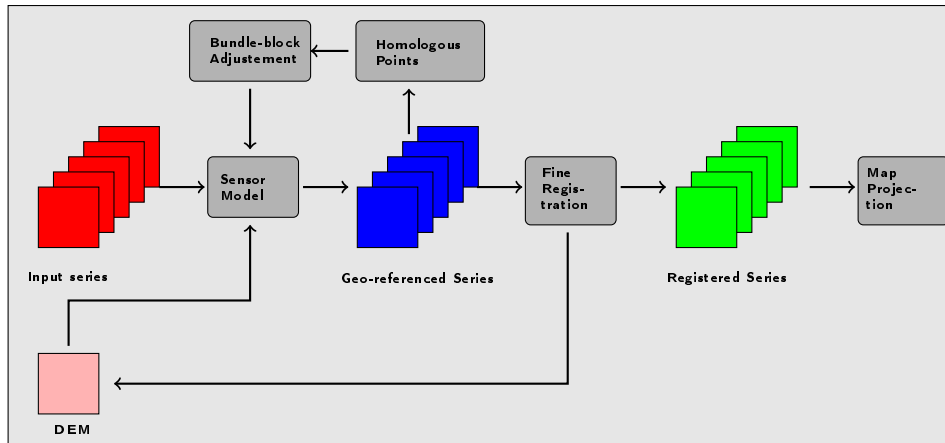 Bundle-block
Adjustement
Homologous
Points
Sensor
Model
Fine
Regis-
tration
Map
Projec-
tion
Input series
Geo-referenced Series
Registered Series
DEM